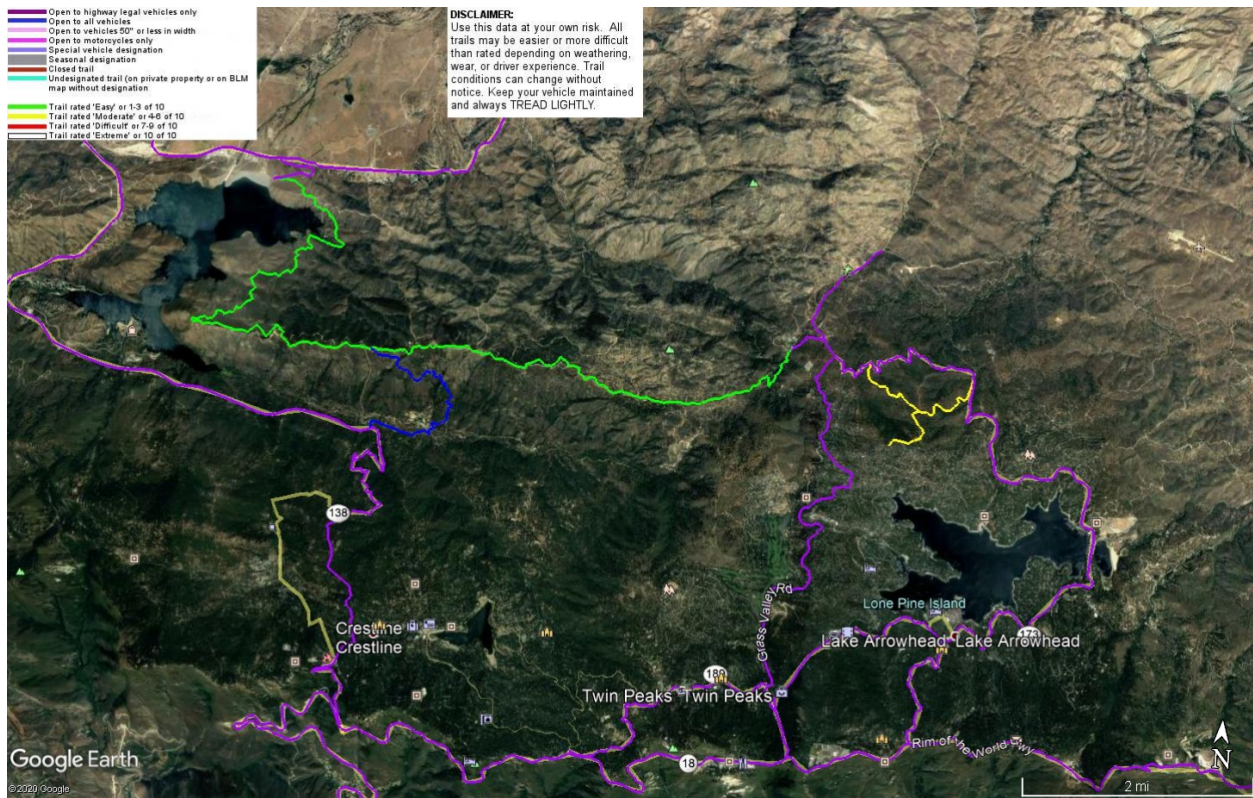 Open to highway legal vehicles only
Open to all vehicles
Open to vehicles 50" or less in width
Open to motorcycles only
Special vehicle designation
Seasonal designation
Closed trail
Undesignated trail (on private property or on BLM
map without designation
Trail rated 'Easy' or 1-3 of 10
Trail rated 'Moderate' or 4-6 of 10
Trail rated 'Difficult' or 7-9 of 10
Trail rated 'Extreme' or 10 of 10
DISCLAIMER:
Use this data at your own risk. All
trails may be easier or more difficult
than rated depending on weathering,
wear, or driver experience. Trail
conditions can change without
notice. Keep your vehicle maintained
and always TREAD LIGHTLY.
138
Grass Valley Rd
Lone Pine Island
Crestline
Crestline
173
Lake Arrowhead Lake Arrowhead
189
Twin Peaks Twin Peaks
Rim of the World Hwy
18
N
2 mi
Google Earth
©2020 Google